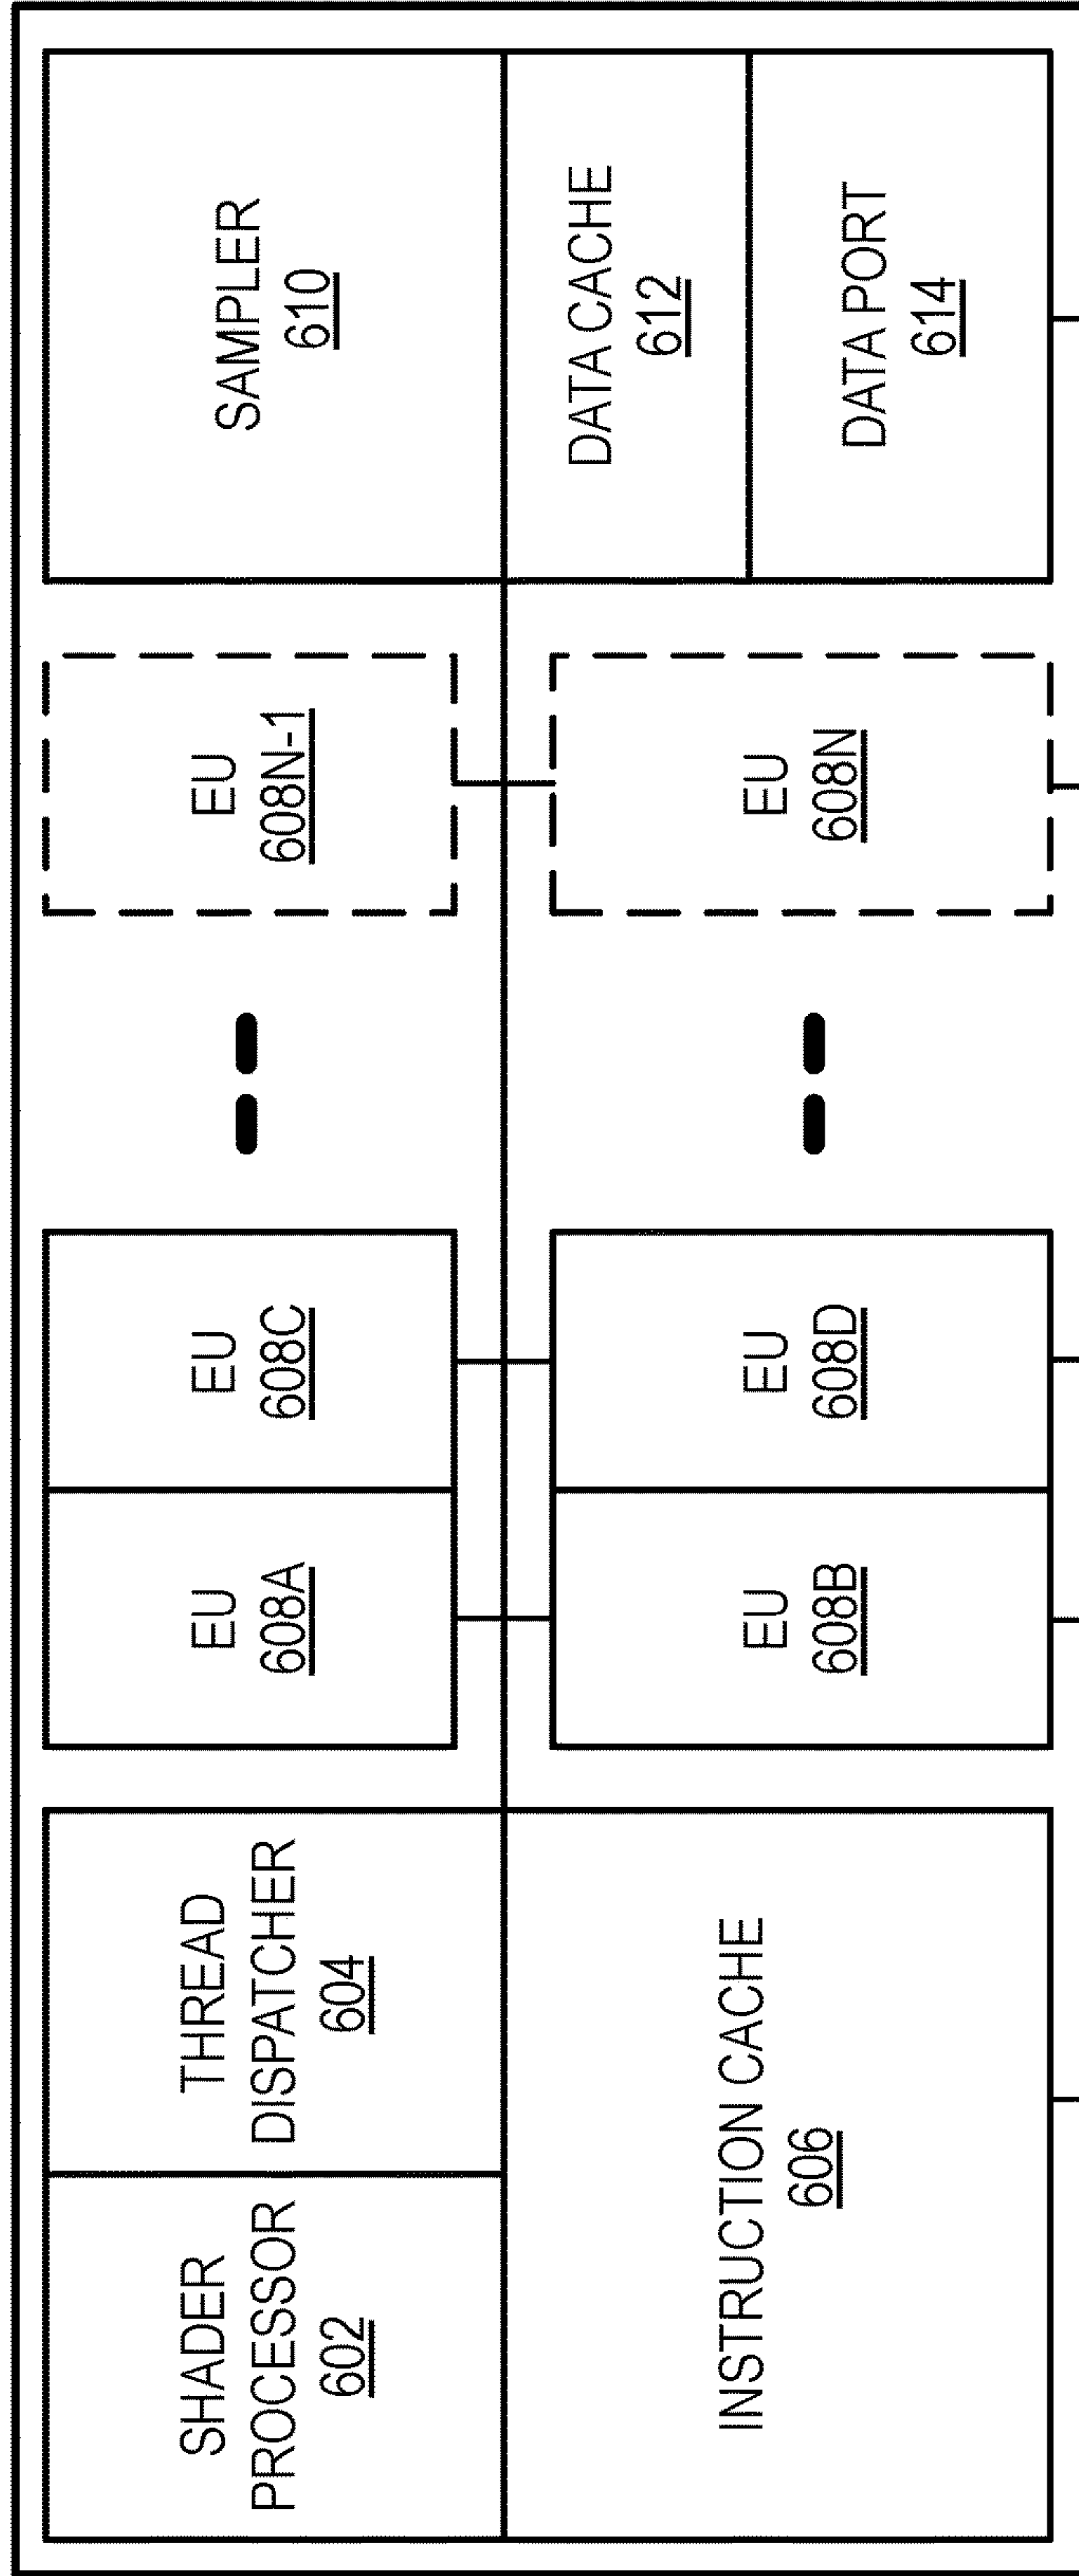 SHADER
PROCESSOR
602
THREAD
DISPATCHER
604
INSTRUCTION CACHE
606
EU
608A
EU
608C
EU
608B
EU
608D
EU
608N-1
EU
608N
SAMPLER
610
DATA CACHE
612
DATA PORT
614